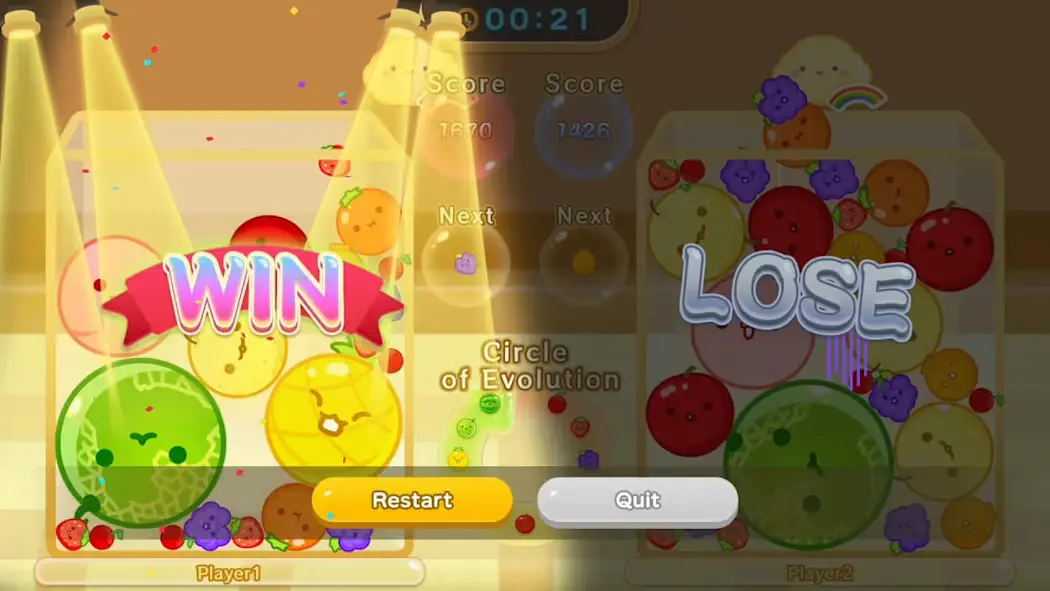 00:21
Score
Score
1670
1426
Next
Next
WIN
LOSE
Circle
of Evolution
Restart
Quit
Player1
Player2